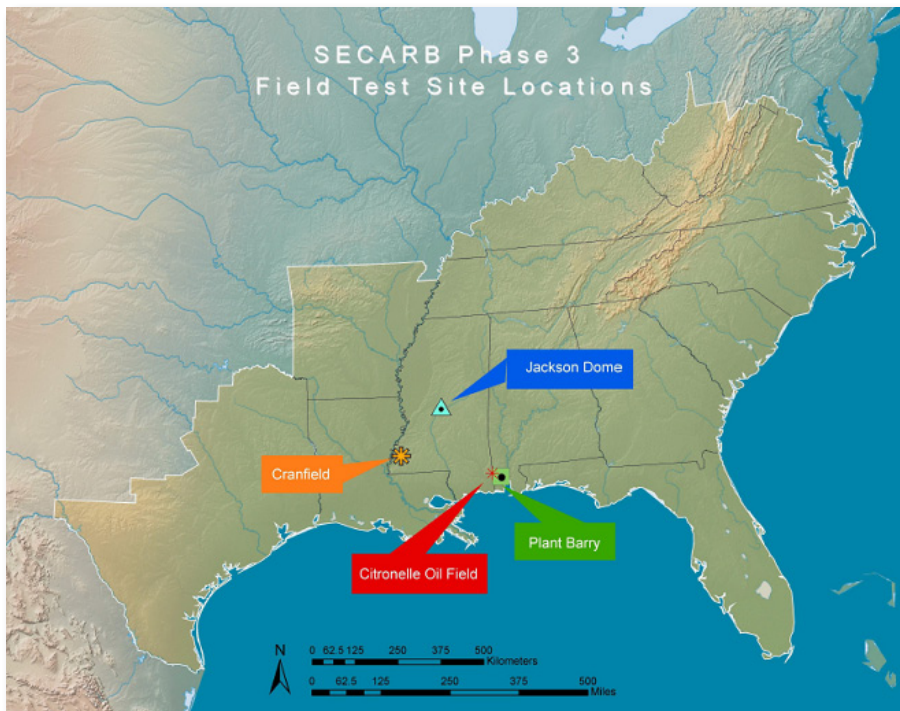 SECARB Phase 3
Field Test Site Locations
Jackson Dome
Cranfield
Plant Barry
Citronelle Oil Field
N
0 62.5 125 250 375 500
Kilometers
0 62.5 125 250 375 500
Miles